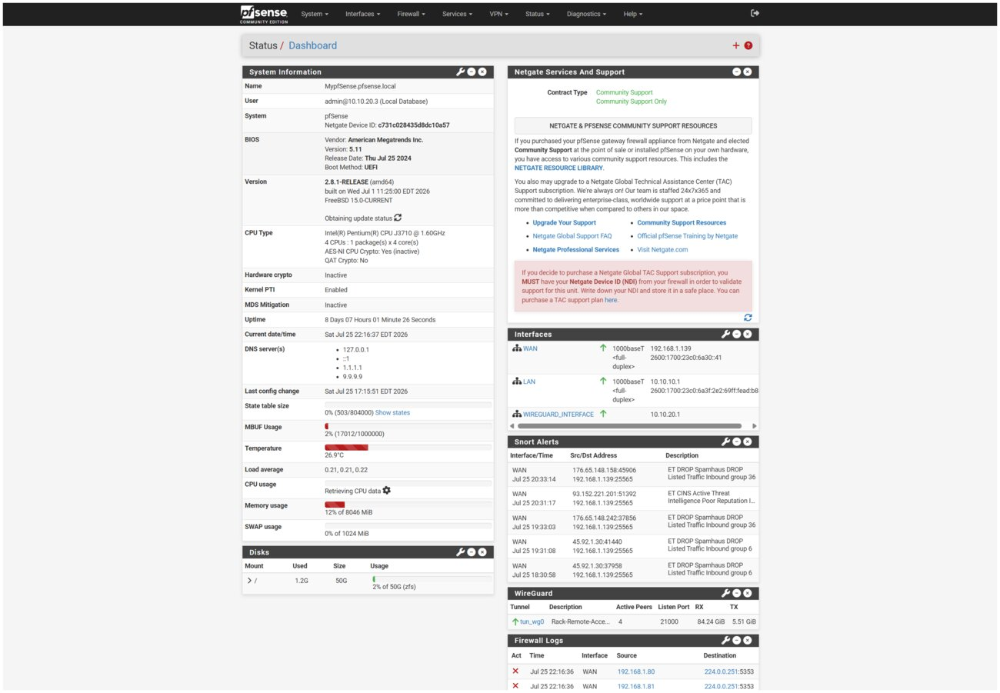 pfsense
COMMUNITY EDITION
System Interfaces Firewall Services VPN Status Diagnostics Help
Status / Dashboard
System Information
Name MypfSense.pfsense.local
User admin@10.10.20.3 (Local Database)
System pfSense
Netgate Device ID: c731c028435d8dc10a57
BIOS Vendor: American Megatrends Inc.
Version: 5.11
Release Date: Thu Jul 25 2024
Boot Method: UEFI
Version 2.8.1-RELEASE (amd64)
built on Wed Jul 1 11:25:00 EDT 2026
FreeBSD 15.0-CURRENT
Obtaining update status
CPU Type Intel(R) Pentium(R) CPU J3710 @ 1.60GHz
4 CPUs : 1 package(s) x 4 core(s)
AES-NI CPU Crypto: Yes (inactive)
QAT Crypto: No
Hardware crypto Inactive
Kernel PTI Enabled
MDS Mitigation Inactive
Uptime 8 Days 07 Hours 01 Minute 26 Seconds
Current date/time Sat Jul 25 22:16:37 EDT 2026
DNS server(s)
127.0.0.1
::1
1.1.1.1
9.9.9.9
Last config change Sat Jul 25 17:15:51 EDT 2026
State table size
0% (503/804000) Show states
MBUF Usage
2% (17012/1000000)
Temperature
26.9°C
Load average 0.21, 0.21, 0.22
CPU usage
Retrieving CPU data
Memory usage
12% of 8046 MiB
SWAP usage
0% of 1024 MiB
Disks
Mount Used Size Usage
/ 1.2G 50G
2% of 50G (zfs)
Netgate Services And Support
Contract Type Community Support
Community Support Only
NETGATE & PFSENSE COMMUNITY SUPPORT RESOURCES
If you purchased your pfSense gateway firewall appliance from Netgate and elected
Community Support at the point of sale or installed pfSense on your own hardware,
you have access to various community support resources. This includes the
NETGATE RESOURCE LIBRARY.
You also may upgrade to a Netgate Global Technical Assistance Center (TAC)
Support subscription. We're always on! Our team is staffed 24x7x365 and
committed to delivering enterprise-class, worldwide support at a price point that is
more than competitive when compared to others in our space.
Upgrade Your Support Community Support Resources
Netgate Global Support FAQ Official pfSense Training by Netgate
Netgate Professional Services Visit Netgate.com
If you decide to purchase a Netgate Global TAC Support subscription, you
MUST have your Netgate Device ID (NDI) from your firewall in order to validate
support for this unit. Write down your NDI and store it in a safe place. You can
purchase a TAC support plan here.
Interfaces
WAN 1000baseT 192.168.1.139
<full- 2600:1700:23c0:6a30::41
duplex>
LAN 1000baseT 10.10.10.1
<full- 2600:1700:23c0:6a3f:2e2:69ff:fead:b8
duplex>
WIREGUARD_INTERFACE 10.10.20.1
Snort Alerts
Interface/Time Src/Dst Address Description
WAN 176.65.148.158:45906 ET DROP Spamhaus DROP
Jul 25 20:33:14 192.168.1.139:25565 Listed Traffic Inbound group 36
WAN 93.152.221.201:51392 ET CINS Active Threat
Jul 25 20:31:17 192.168.1.139:25565 Intelligence Poor Reputation I...
WAN 176.65.148.242:37856 ET DROP Spamhaus DROP
Jul 25 19:33:03 192.168.1.139:25565 Listed Traffic Inbound group 36
WAN 45.92.1.30:41440 ET DROP Spamhaus DROP
Jul 25 19:31:08 192.168.1.139:25565 Listed Traffic Inbound group 6
WAN 45.92.1.30:37958 ET DROP Spamhaus DROP
Jul 25 18:30:58 192.168.1.139:25565 Listed Traffic Inbound group 6
WireGuard
Tunnel Description Active Peers Listen Port RX TX
tun_wg0 Rack-Remote-Acce... 4 21000 84.24 GiB 5.51 GiB
Firewall Logs
Act Time Interface Source Destination
Jul 25 22:16:36 WAN 192.168.1.80 224.0.0.251:5353
Jul 25 22:16:36 WAN 192.168.1.81 224.0.0.251:5353